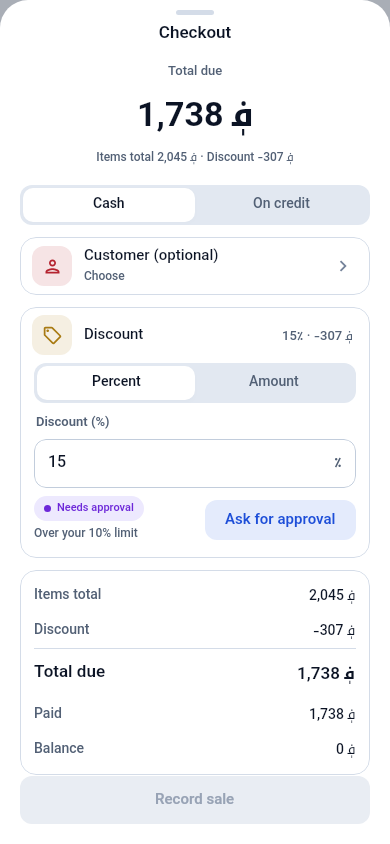 Checkout
Total due
1,738 ؋
Items total 2,045 ؋ · Discount -307 ؋
Cash
On credit
Customer (optional)
Choose
Discount
15٪ · -307 ؋
Percent
Amount
Discount (%)
15
٪
Needs approval
Over your 10% limit
Ask for approval
Items total
2,045 ؋
Discount
-307 ؋
Total due
1,738 ؋
Paid
1,738 ؋
Balance
0 ؋
Record sale